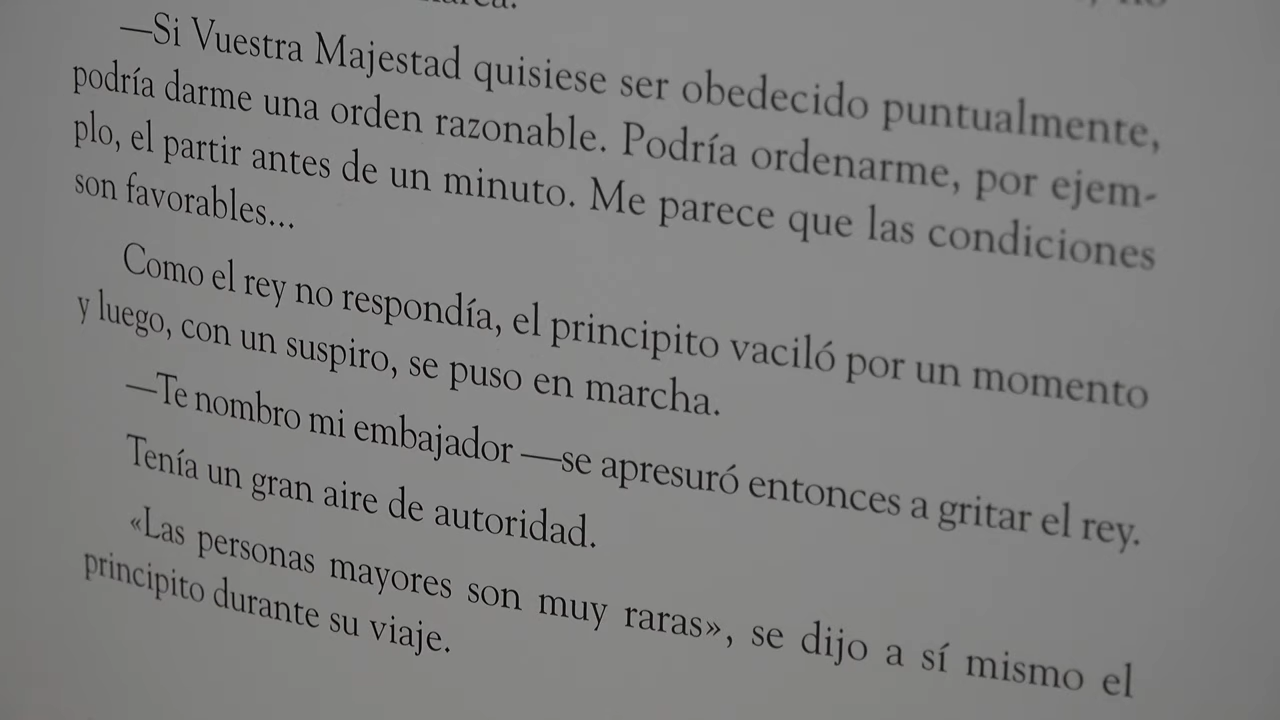 —Si Vuestra Majestad quisiese ser obedecido puntualmente,
podría darme una orden razonable. Podría ordenarme, por ejem-
plo, el partir antes de un minuto. Me parece que las condiciones
son favorables...
Como el rey no respondía, el principito vaciló por un momento
y luego, con un suspiro, se puso en marcha.
—Te nombro mi embajador —se apresuró entonces a gritar el rey.
Tenía un gran aire de autoridad.
«Las personas mayores son muy raras», se dijo a sí mismo el
principito durante su viaje.